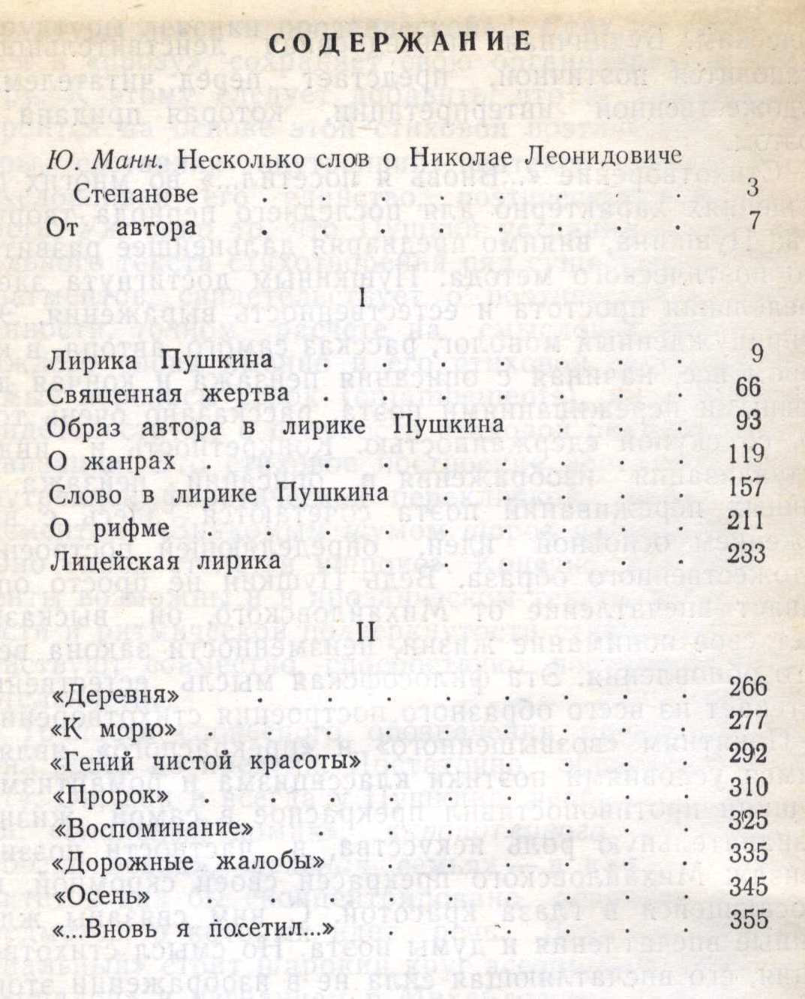 СОДЕРЖАНИЕ
Ю. Манн. Несколько слов о Николае Леонидовиче
Степанове . . . . . . . . 3
От автора . . . . . . . . 7
I
Лирика Пушкина . . . . . . . 9
Священная жертва . . . . . . . 66
Образ автора в лирике Пушкина . . . 93
О жанрах . . . . . . . . . 119
Слово в лирике Пушкина . . . . . 157
О рифме . . . . . . . . . 211
Лицейская лирика . . . . . . . 233
II
«Деревня» . . . . . . . . 266
«К морю» . . . . . . . . . 277
«Гений чистой красоты» . . . . . . 292
«Пророк» . . . . . . . . . 310
«Воспоминание» . . . . . . . 325
«Дорожные жалобы» . . . . . . 335
«Осень» . . . . . . . . . 345
«...Вновь я посетил...» . . . . . . 355